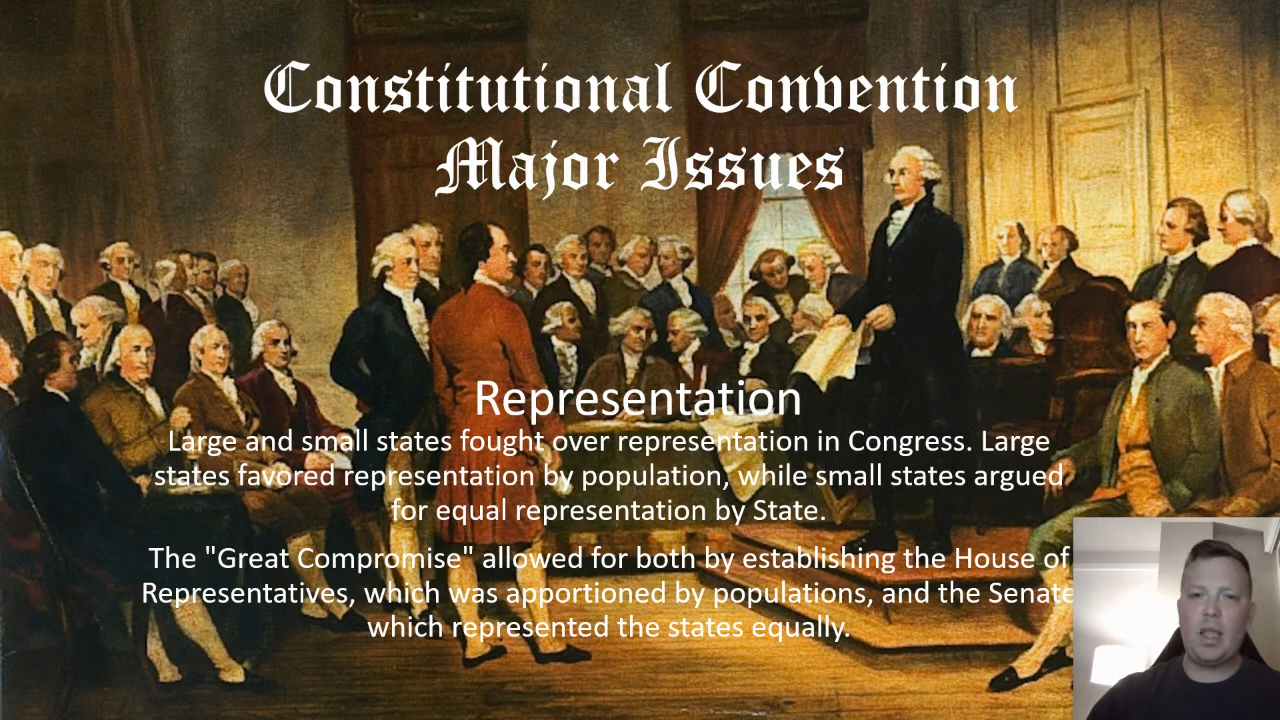 Constitutional Convention
Major Issues
Representation
Large and small states fought over representation in Congress. Large
states favored representation by population, while small states argued
for equal representation by State.
The "Great Compromise" allowed for both by establishing the House of
Representatives, which was apportioned by populations, and the Senate
which represented the states equally.